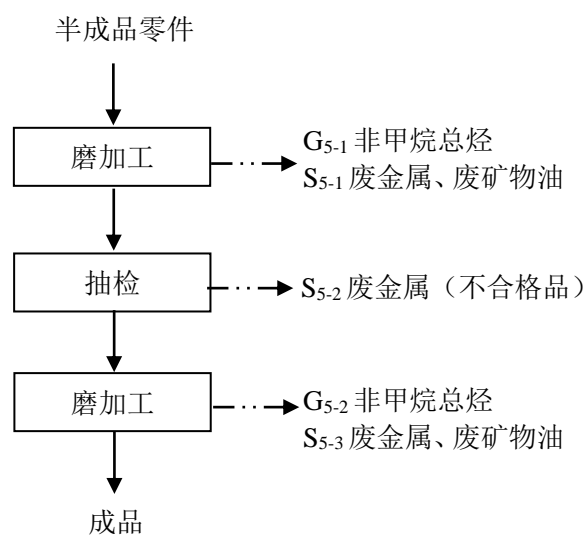 半成品零件
磨加工
G5-1 非甲烷总烃
S5-1 废金属、废矿物油
抽检
S5-2 废金属（不合格品）
磨加工
G5-2 非甲烷总烃
S5-3 废金属、废矿物油
成品